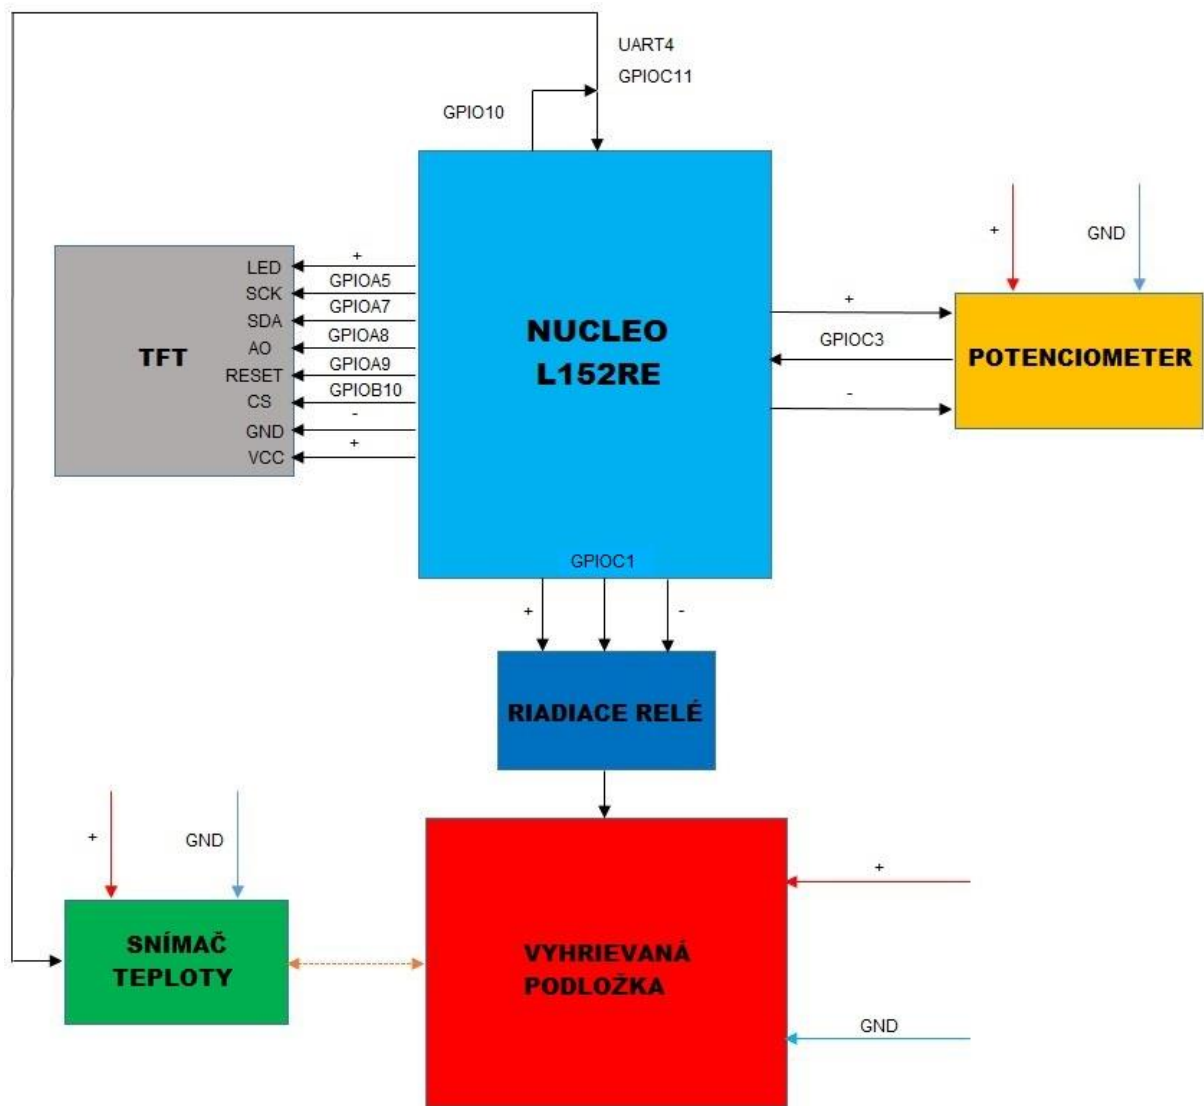 UART4
GPIOC11
GPIO10
+
GND
LED
+
SCK
GPIOA5
SDA
GPIOA7
AO
GPIOA8
RESET
GPIOA9
CS
GPIOB10
GND
-
VCC
+
TFT
NUCLEO
L152RE
+
GPIOC3
-
POTENCIOMETER
GPIOC1
+
-
RIADIACE RELÉ
+
GND
SNÍMAČ
TEPLOTY
VYHRIEVANÁ
PODLOŽKA
+
GND